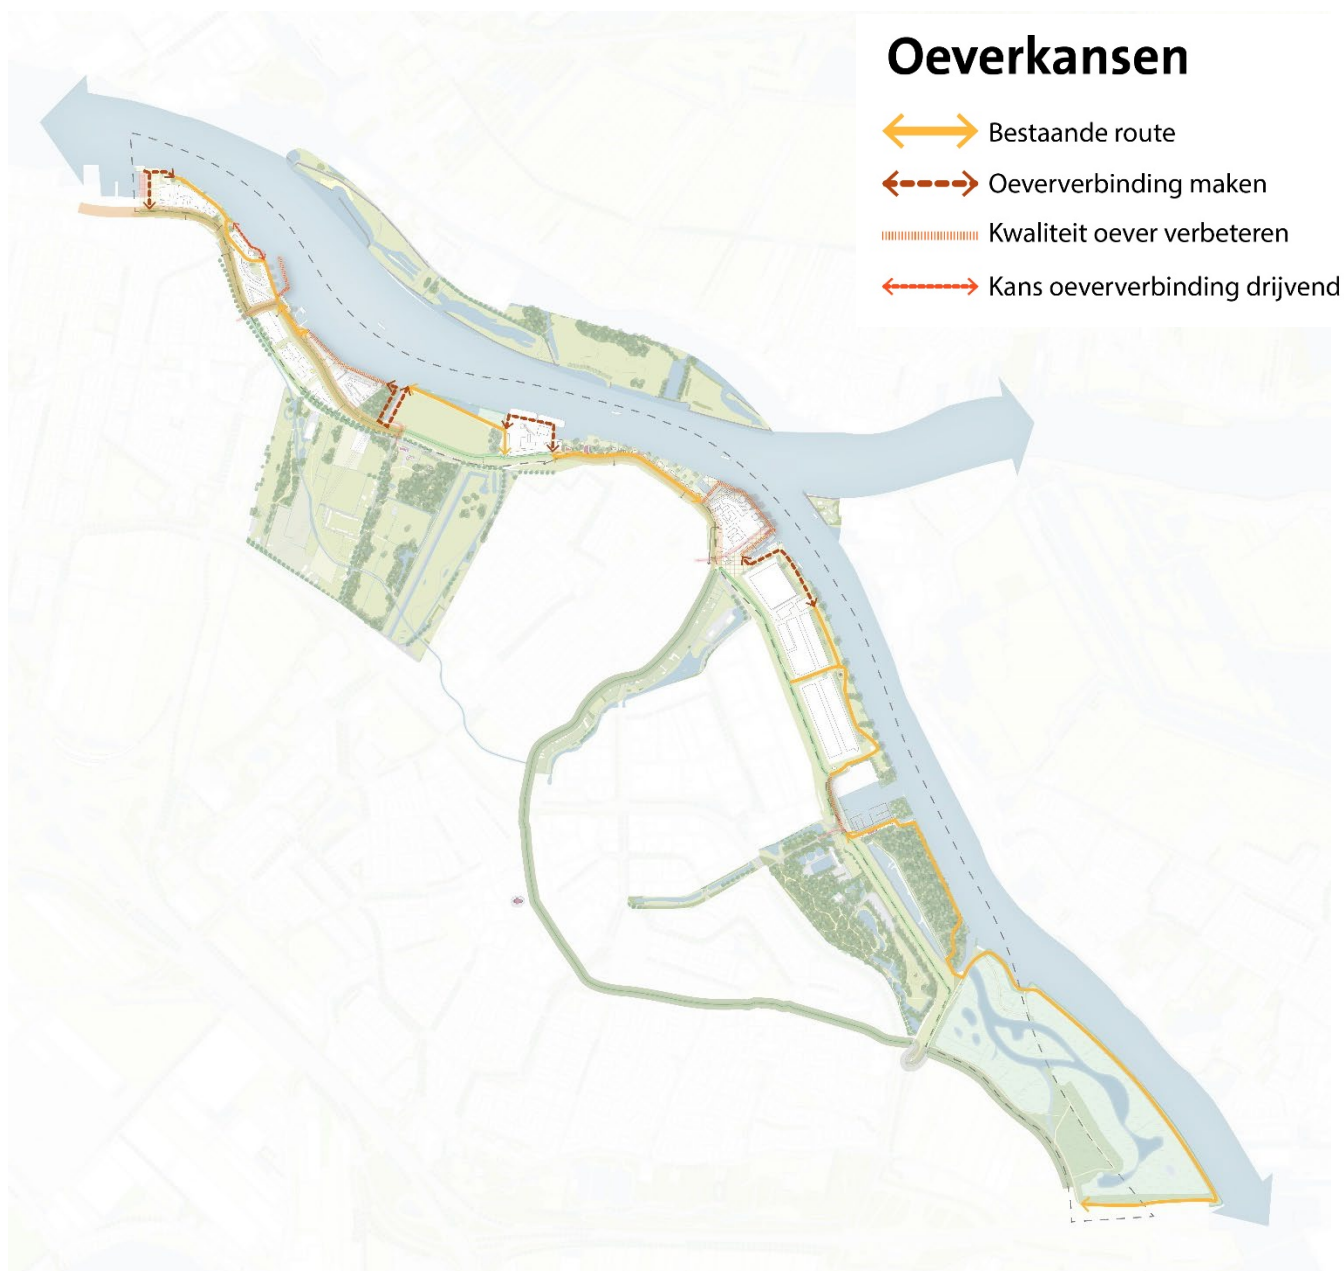 Oeverkansen
Bestaande route
Oeververbinding maken
Kwaliteit oever verbeteren
Kans oeververbinding drijvend